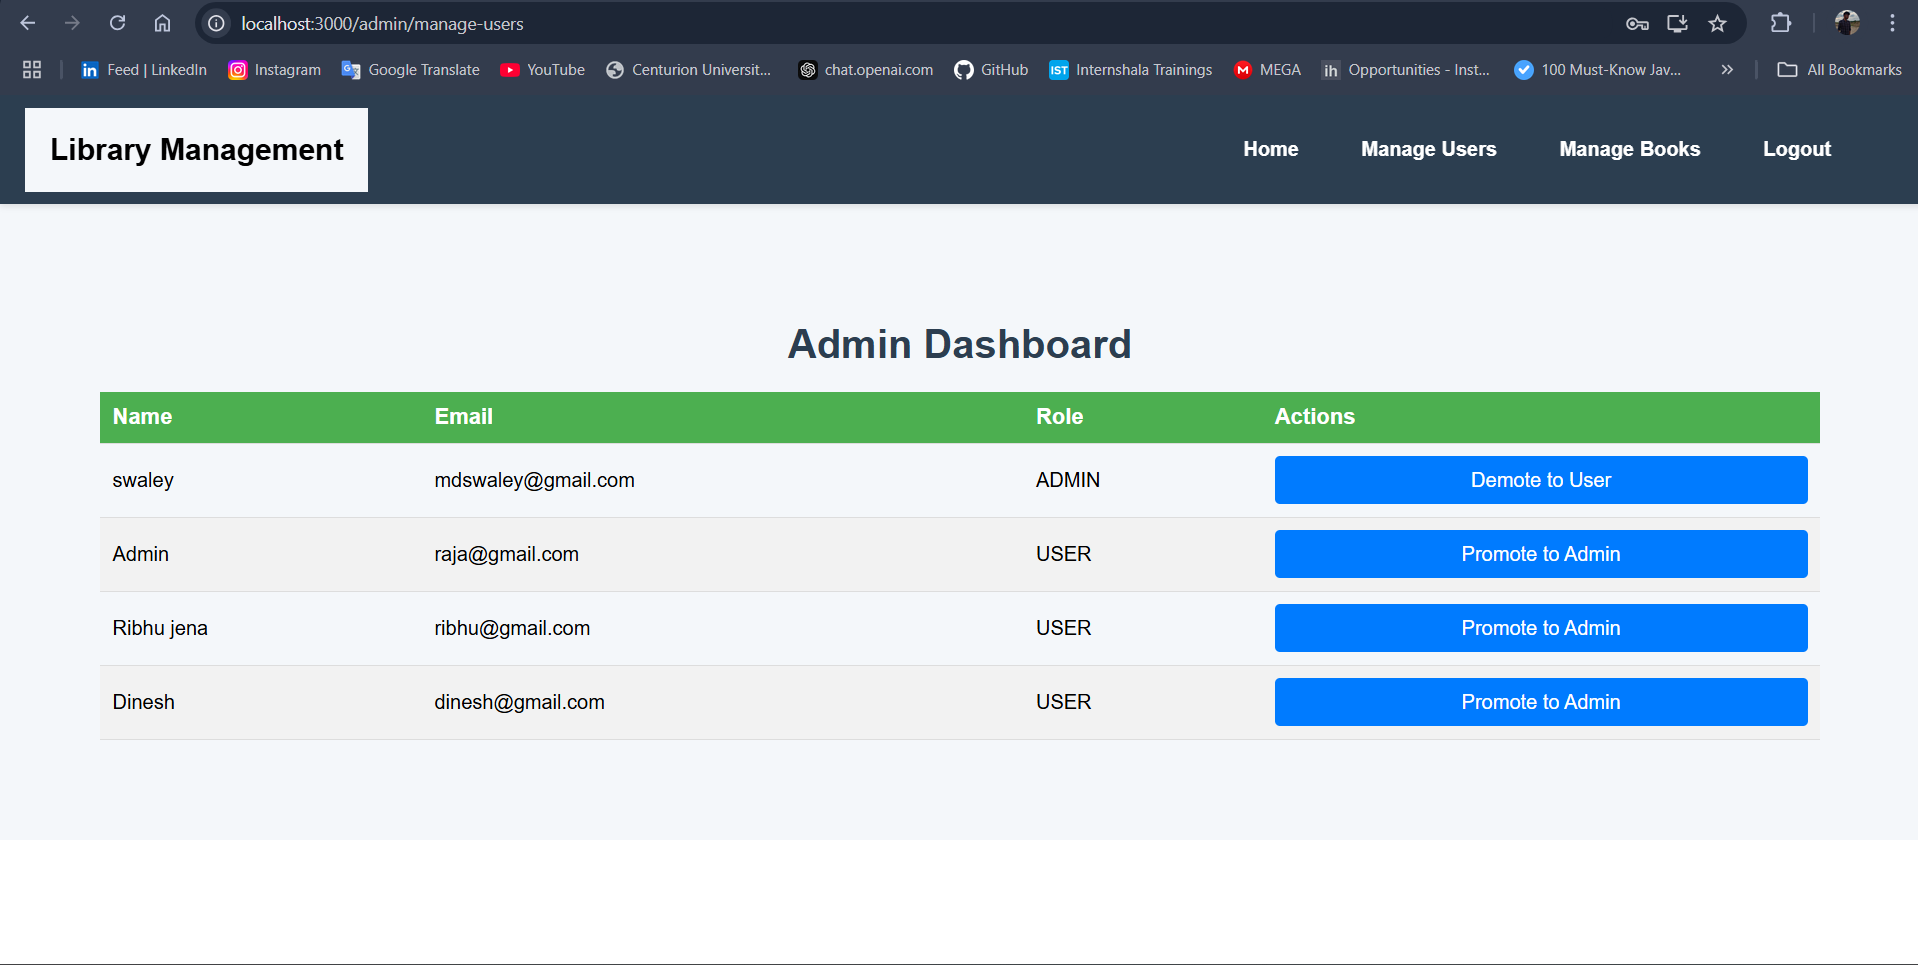 localhost:3000/admin/manage-users
Feed | LinkedIn Instagram Google Translate YouTube Centurion Universit... chat.openai.com GitHub IST Internshala Trainings M MEGA ih Opportunities - Inst... 100 Must-Know Jav... All Bookmarks
Library Management Home Manage Users Manage Books Logout
Admin Dashboard
Name Email Role Actions
swaley mdswaley@gmail.com ADMIN Demote to User
Admin raja@gmail.com USER Promote to Admin
Ribhu jena ribhu@gmail.com USER Promote to Admin
Dinesh dinesh@gmail.com USER Promote to Admin